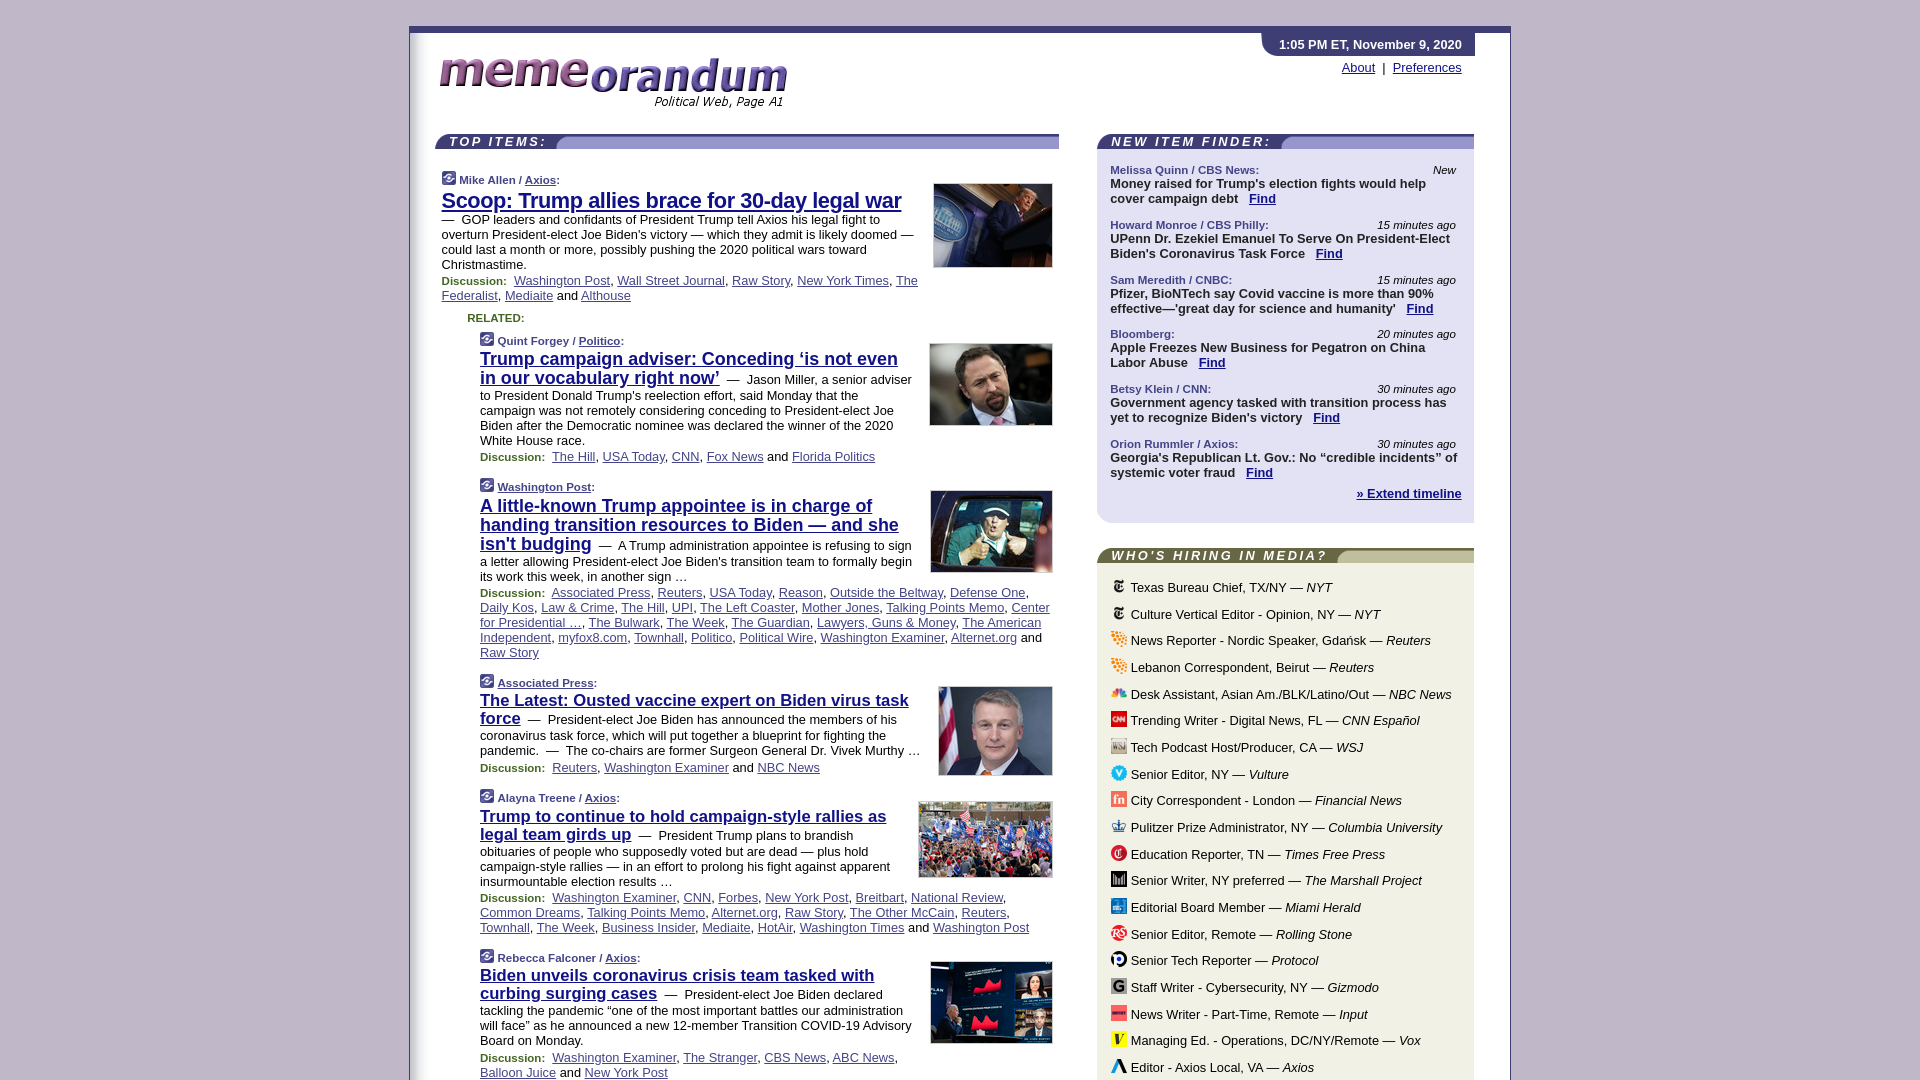 1:05 PM ET, November 9, 2020
memeorandum
Political Web, Page A1
About | Preferences
TOP ITEMS:
Mike Allen / Axios:
Scoop: Trump allies brace for 30-day legal war
— GOP leaders and confidants of President Trump tell Axios his legal fight to
overturn President-elect Joe Biden's victory — which they admit is likely doomed —
could last a month or more, possibly pushing the 2020 political wars toward
Christmastime.
Discussion: Washington Post, Wall Street Journal, Raw Story, New York Times, The
Federalist, Mediaite and Althouse
RELATED:
Quint Forgey / Politico:
Trump campaign adviser: Conceding ‘is not even
in our vocabulary right now’ — Jason Miller, a senior adviser
to President Donald Trump's reelection effort, said Monday that the
campaign was not remotely considering conceding to President-elect Joe
Biden after the Democratic nominee was declared the winner of the 2020
White House race.
Discussion: The Hill, USA Today, CNN, Fox News and Florida Politics
Washington Post:
A little-known Trump appointee is in charge of
handing transition resources to Biden — and she
isn't budging — A Trump administration appointee is refusing to sign
a letter allowing President-elect Joe Biden's transition team to formally begin
its work this week, in another sign …
Discussion: Associated Press, Reuters, USA Today, Reason, Outside the Beltway, Defense One,
Daily Kos, Law & Crime, The Hill, UPI, The Left Coaster, Mother Jones, Talking Points Memo, Center
for Presidential …, The Bulwark, The Week, The Guardian, Lawyers, Guns & Money, The American
Independent, myfox8.com, Townhall, Politico, Political Wire, Washington Examiner, Alternet.org and
Raw Story
Associated Press:
The Latest: Ousted vaccine expert on Biden virus task
force — President-elect Joe Biden has announced the members of his
coronavirus task force, which will put together a blueprint for fighting the
pandemic. — The co-chairs are former Surgeon General Dr. Vivek Murthy …
Discussion: Reuters, Washington Examiner and NBC News
Alayna Treene / Axios:
Trump to continue to hold campaign-style rallies as
legal team girds up — President Trump plans to brandish
obituaries of people who supposedly voted but are dead — plus hold
campaign-style rallies — in an effort to prolong his fight against apparent
insurmountable election results …
Discussion: Washington Examiner, CNN, Forbes, New York Post, Breitbart, National Review,
Common Dreams, Talking Points Memo, Alternet.org, Raw Story, The Other McCain, Reuters,
Townhall, The Week, Business Insider, Mediaite, HotAir, Washington Times and Washington Post
Rebecca Falconer / Axios:
Biden unveils coronavirus crisis team tasked with
curbing surging cases — President-elect Joe Biden declared
tackling the pandemic “one of the most important battles our administration
will face” as he announced a new 12-member Transition COVID-19 Advisory
Board on Monday.
Discussion: Washington Examiner, The Stranger, CBS News, ABC News,
Balloon Juice and New York Post
NEW ITEM FINDER:
Melissa Quinn / CBS News: New
Money raised for Trump's election fights would help
cover campaign debt Find
Howard Monroe / CBS Philly: 15 minutes ago
UPenn Dr. Ezekiel Emanuel To Serve On President-Elect
Biden's Coronavirus Task Force Find
Sam Meredith / CNBC: 15 minutes ago
Pfizer, BioNTech say Covid vaccine is more than 90%
effective—'great day for science and humanity' Find
Bloomberg: 20 minutes ago
Apple Freezes New Business for Pegatron on China
Labor Abuse Find
Betsy Klein / CNN: 30 minutes ago
Government agency tasked with transition process has
yet to recognize Biden's victory Find
Orion Rummler / Axios: 30 minutes ago
Georgia's Republican Lt. Gov.: No “credible incidents” of
systemic voter fraud Find
» Extend timeline
WHO'S HIRING IN MEDIA?
Texas Bureau Chief, TX/NY — NYT
Culture Vertical Editor - Opinion, NY — NYT
News Reporter - Nordic Speaker, Gdańsk — Reuters
Lebanon Correspondent, Beirut — Reuters
Desk Assistant, Asian Am./BLK/Latino/Out — NBC News
Trending Writer - Digital News, FL — CNN Español
Tech Podcast Host/Producer, CA — WSJ
Senior Editor, NY — Vulture
City Correspondent - London — Financial News
Pulitzer Prize Administrator, NY — Columbia University
Education Reporter, TN — Times Free Press
Senior Writer, NY preferred — The Marshall Project
Editorial Board Member — Miami Herald
Senior Editor, Remote — Rolling Stone
Senior Tech Reporter — Protocol
Staff Writer - Cybersecurity, NY — Gizmodo
News Writer - Part-Time, Remote — Input
Managing Ed. - Operations, DC/NY/Remote — Vox
Editor - Axios Local, VA — Axios